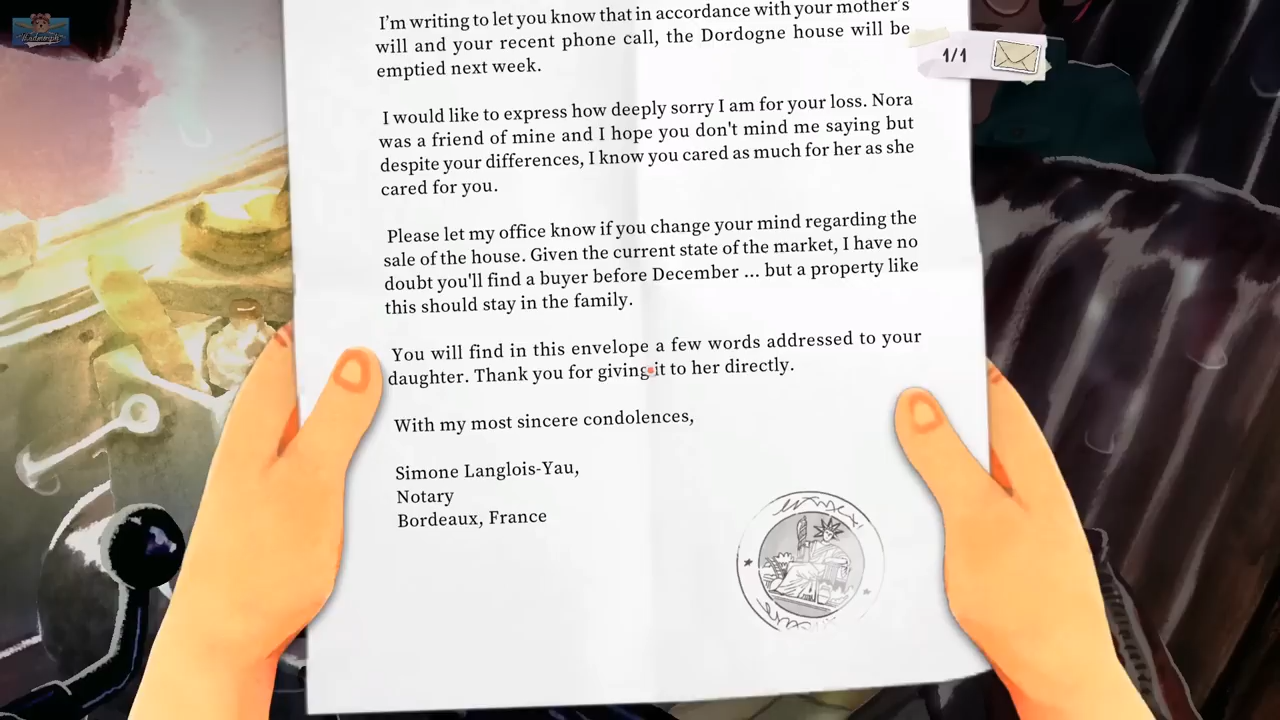 I'm writing to let you know that in accordance with your mother's
will and your recent phone call, the Dordogne house will be
emptied next week.
1/1
I would like to express how deeply sorry I am for your loss. Nora
was a friend of mine and I hope you don't mind me saying but
despite your differences, I know you cared as much for her as she
cared for you.
Please let my office know if you change your mind regarding the
sale of the house. Given the current state of the market, I have no
doubt you'll find a buyer before December ... but a property like
this should stay in the family.
You will find in this envelope a few words addressed to your
daughter. Thank you for giving it to her directly.
With my most sincere condolences,
Simone Langlois-Yau,
Notary
Bordeaux, France